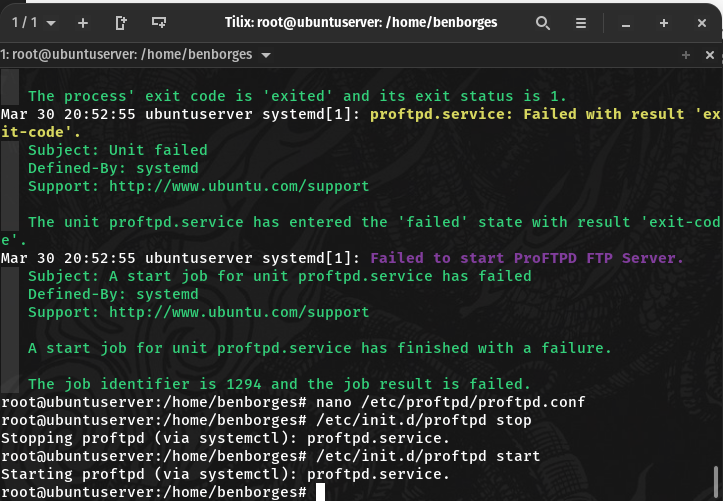 1 / 1
Tilix: root@ubuntuserver: /home/benborges
1: root@ubuntuserver: /home/benborges
The process' exit code is 'exited' and its exit status is 1.
Mar 30 20:52:55 ubuntuserver systemd[1]: proftpd.service: Failed with result 'ex
it-code'.
Subject: Unit failed
Defined-By: systemd
Support: http://www.ubuntu.com/support
The unit proftpd.service has entered the 'failed' state with result 'exit-cod
e'.
Mar 30 20:52:55 ubuntuserver systemd[1]: Failed to start ProFTPD FTP Server.
Subject: A start job for unit proftpd.service has failed
Defined-By: systemd
Support: http://www.ubuntu.com/support
A start job for unit proftpd.service has finished with a failure.
The job identifier is 1294 and the job result is failed.
root@ubuntuserver:/home/benborges# nano /etc/proftpd/proftpd.conf
root@ubuntuserver:/home/benborges# /etc/init.d/proftpd stop
Stopping proftpd (via systemctl): proftpd.service.
root@ubuntuserver:/home/benborges# /etc/init.d/proftpd start
Starting proftpd (via systemctl): proftpd.service.
root@ubuntuserver:/home/benborges#